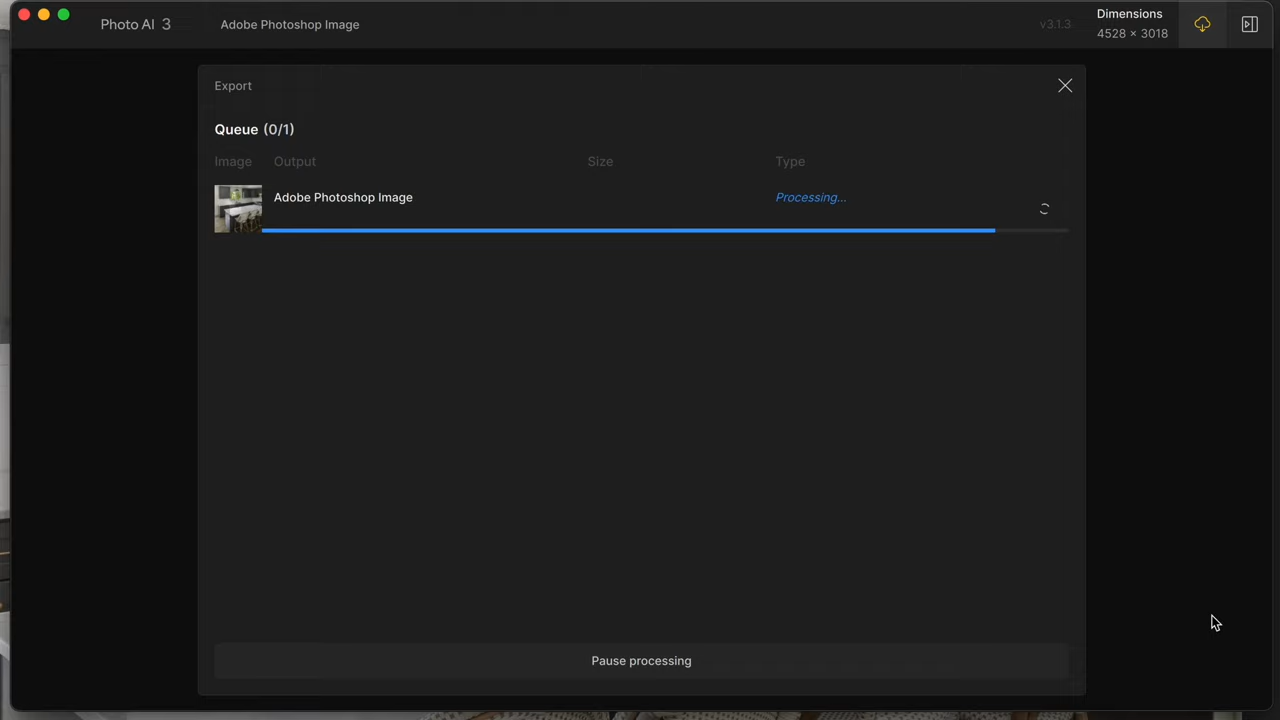 Photo AI 3
Adobe Photoshop Image
v3.1.3
Dimensions
4528 × 3018
Export
Queue (0/1)
Image Output Size Type
Adobe Photoshop Image Processing...
Pause processing